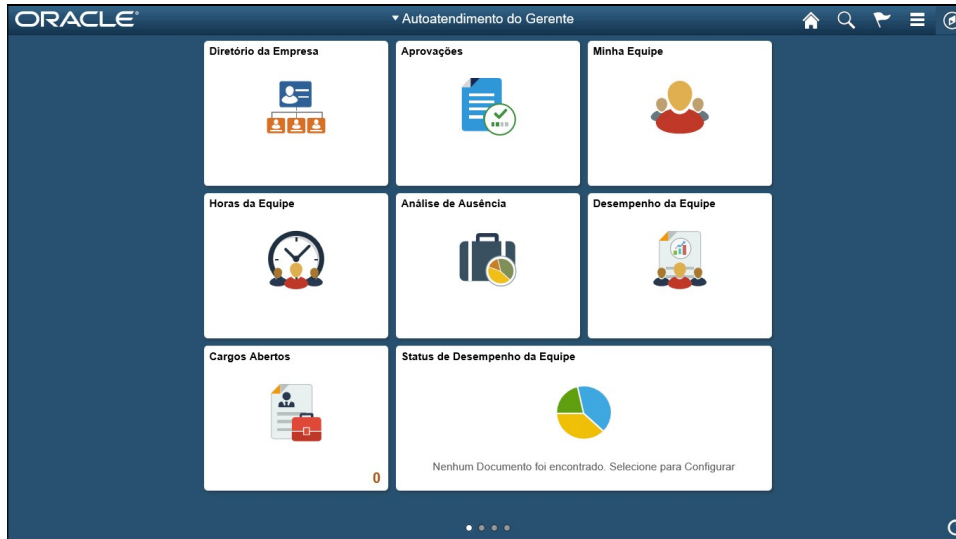 ORACLE
Autoatendimento do Gerente
Diretório da Empresa
Aprovações
Minha Equipe
Horas da Equipe
Análise de Ausência
Desempenho da Equipe
Cargos Abertos
0
Status de Desempenho da Equipe
Nenhum Documento foi encontrado. Selecione para Configurar